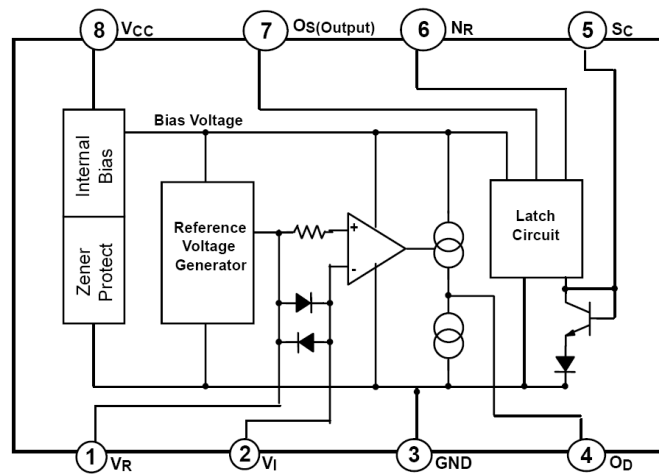 8 VCC
7 OS(Output)
6 NR
5 SC
Bias Voltage
Internal
Bias
Zener
Protect
Reference
Voltage
Generator
+
-
Latch
Circuit
1 VR
2 VI
3 GND
4 OD